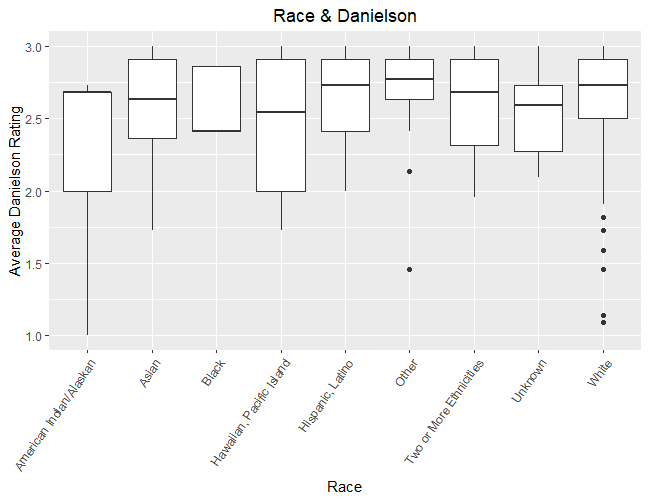 Race & Danielson
Average Danielson Rating
3.0
2.5
2.0
1.5
1.0
American Indian/Alaskan
Asian
Black
Hawaiian, Pacific Island
Hispanic, Latino
Other
Two or More Ethnicities
Unknown
White
Race